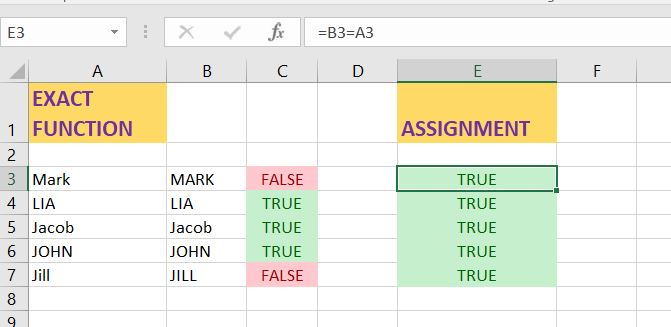 E3 fx =B3=A3
A B C D E F
1 EXACT
FUNCTION ASSIGNMENT
2
3 Mark MARK FALSE TRUE
4 LIA LIA TRUE TRUE
5 Jacob Jacob TRUE TRUE
6 JOHN JOHN TRUE TRUE
7 Jill JILL FALSE TRUE
8
9